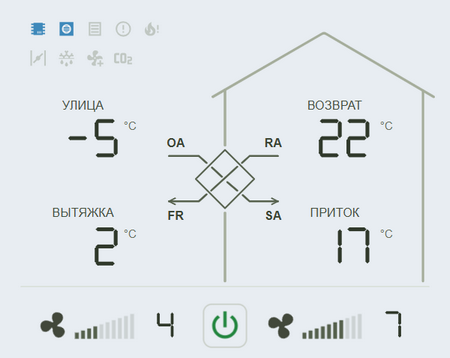 CO2
УЛИЦА ВОЗВРАТ
-5 °C 22 °C
OA RA
FR SA
ВЫТЯЖКА ПРИТОК
2 °C 17 °C
4 7